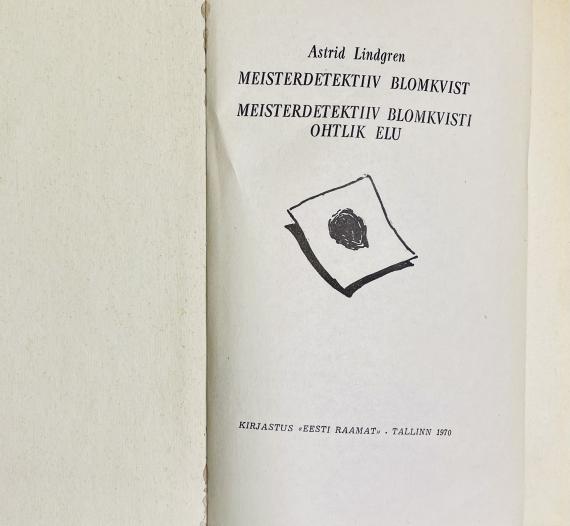 Astrid Lindgren
MEISTERDETEKTIIV BLOMKVIST
MEISTERDETEKTIIV BLOMKVISTI
OHTLIK ELU
KIRJASTUS «EESTI RAAMAT» . TALLINN 1970